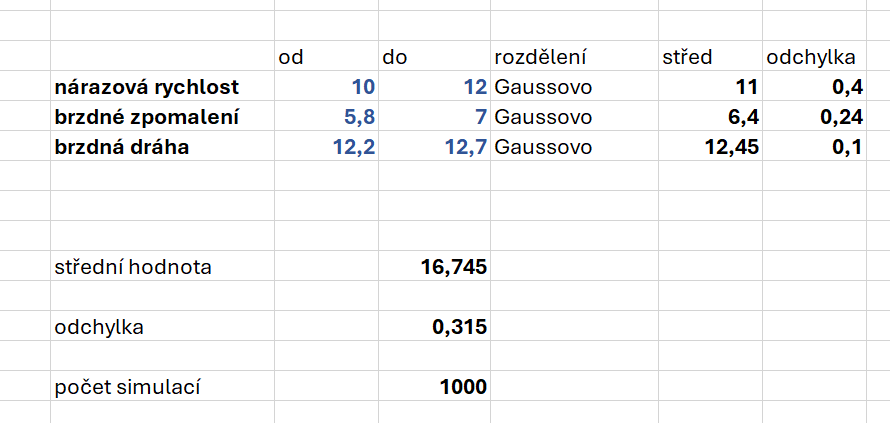 od do rozdělení střed odchylka
nárazová rychlost 10 12 Gaussovo 11 0,4
brzdné zpomalení 5,8 7 Gaussovo 6,4 0,24
brzdná dráha 12,2 12,7 Gaussovo 12,45 0,1
střední hodnota 16,745
odchylka 0,315
počet simulací 1000